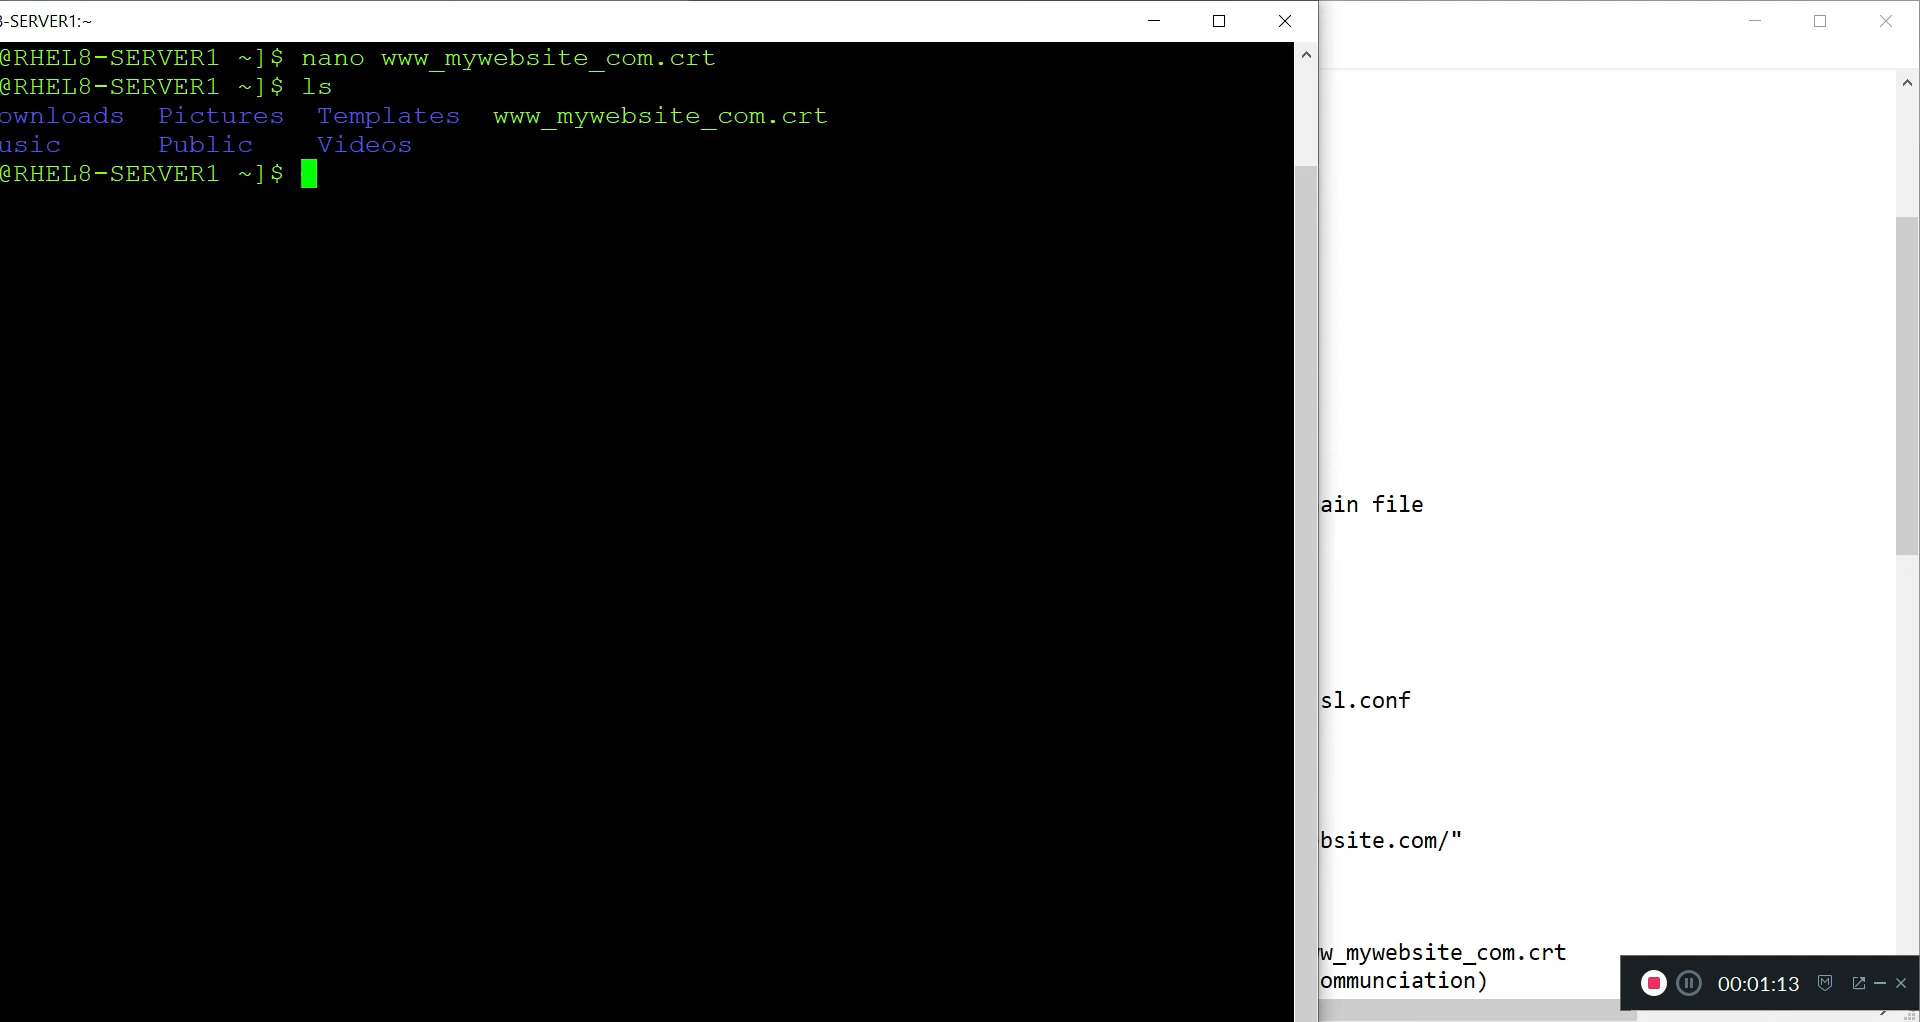 -SERVER1:~
@RHEL8-SERVER1 ~]$ nano www_mywebsite_com.crt
@RHEL8-SERVER1 ~]$ ls
ownloads Pictures Templates www_mywebsite_com.crt
usic Public Videos
@RHEL8-SERVER1 ~]$
ain file
sl.conf
bsite.com/"
w_mywebsite_com.crt
ommunciation)
00:01:13